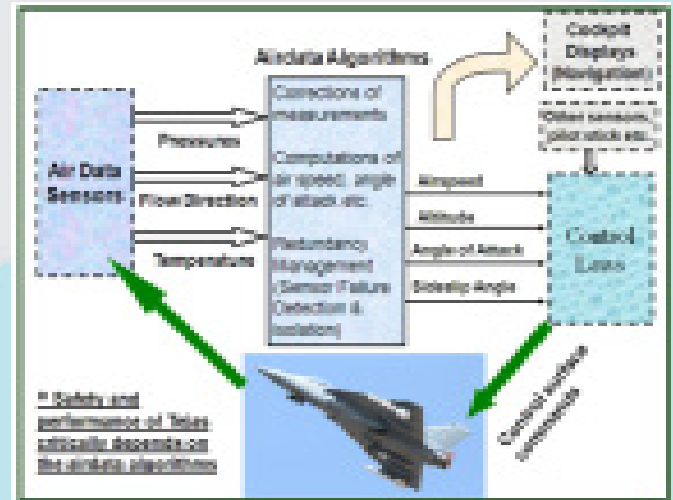 Cockpit
Displays
(Navigation)
Airdata Algorithms
Other sensors,
pilot stick etc.
Air Data
Sensors
Pressures
Flow Direction
Temperature
Corrections of
measurements
Computations of
air speed, angle
of attack etc.
Redundancy
Management
(Sensor Failure
Detection &
Isolation)
Airspeed
Altitude
Angle of Attack
Sideslip Angle
Control
Laws
Control surface
commands
* Safety and
performance of Tejas
critically depends on
the airdata algorithms